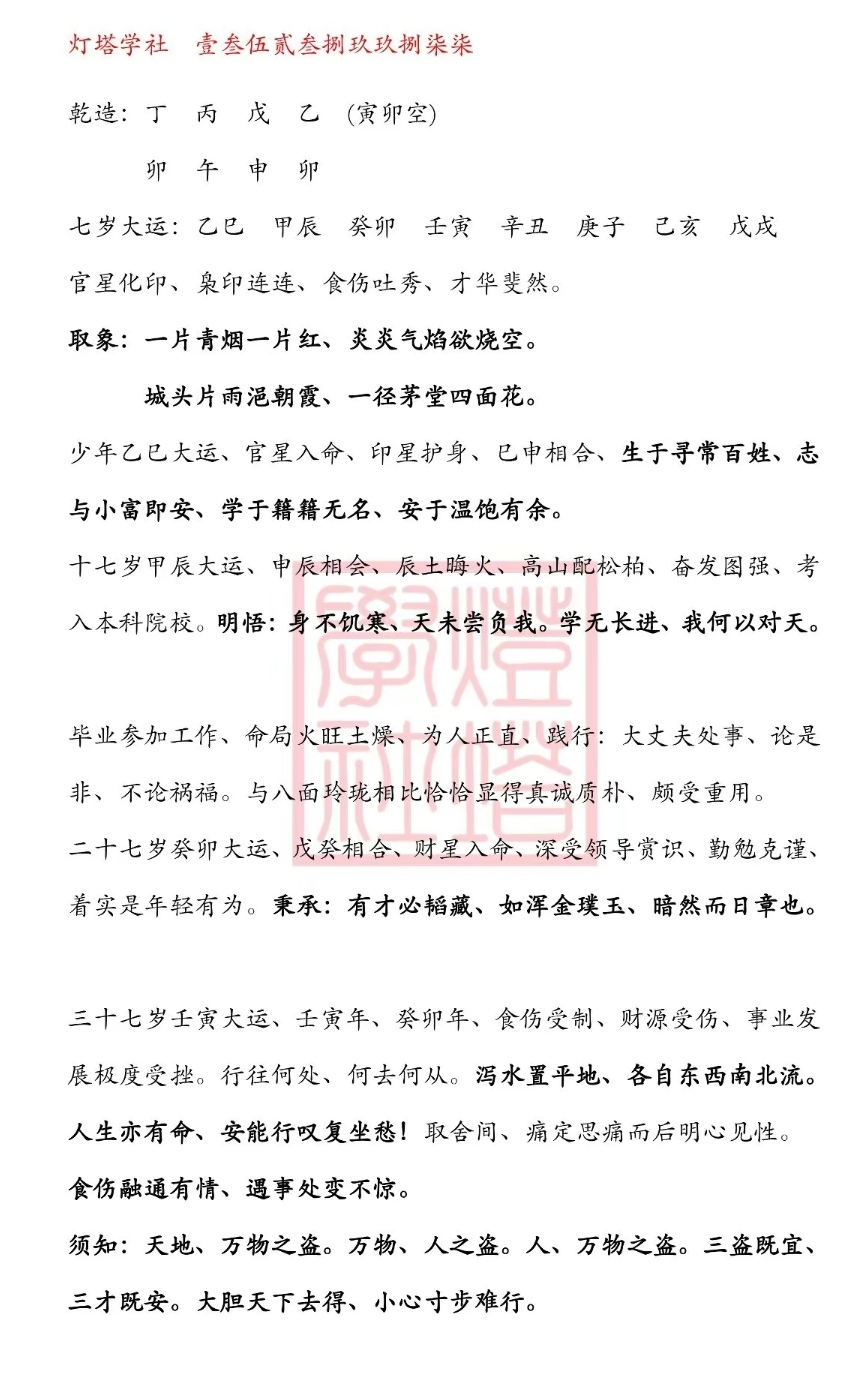 灯塔学社　壹叁伍贰叁捌玖玖捌柒柒
乾造：丁　丙　戊　乙　(寅卯空)
卯　午　申　卯
七岁大运：乙巳　甲辰　癸卯　壬寅　辛丑　庚子　己亥　戊戌
官星化印、枭印连连、食伤吐秀、才华斐然。
取象：一片青烟一片红、炎炎气焰欲烧空。
城头片雨浥朝霞、一径茅堂四面花。
少年乙巳大运、官星入命、印星护身、巳申相合、生于寻常百姓、志
与小富即安、学于籍籍无名、安于温饱有余。
十七岁甲辰大运、申辰相会、辰土晦火、高山配松柏、奋发图强、考
入本科院校。明悟：身不饥寒、天未尝负我。学无长进、我何以对天。
毕业参加工作、命局火旺土燥、为人正直、践行：大丈夫处事、论是
非、不论祸福。与八面玲珑相比恰恰显得真诚质朴、颇受重用。
二十七岁癸卯大运、戊癸相合、财星入命、深受领导赏识、勤勉克谨、
着实是年轻有为。秉承：有才必韬藏、如浑金璞玉、暗然而日章也。
三十七岁壬寅大运、壬寅年、癸卯年、食伤受制、财源受伤、事业发
展极度受挫。行往何处、何去何从。泻水置平地、各自东西南北流。
人生亦有命、安能行叹复坐愁！取舍间、痛定思痛而后明心见性。
食伤融通有情、遇事处变不惊。
须知：天地、万物之盗。万物、人之盗。人、万物之盗。三盗既宜、
三才既安。大胆天下去得、小心寸步难行。
學燈
社塔